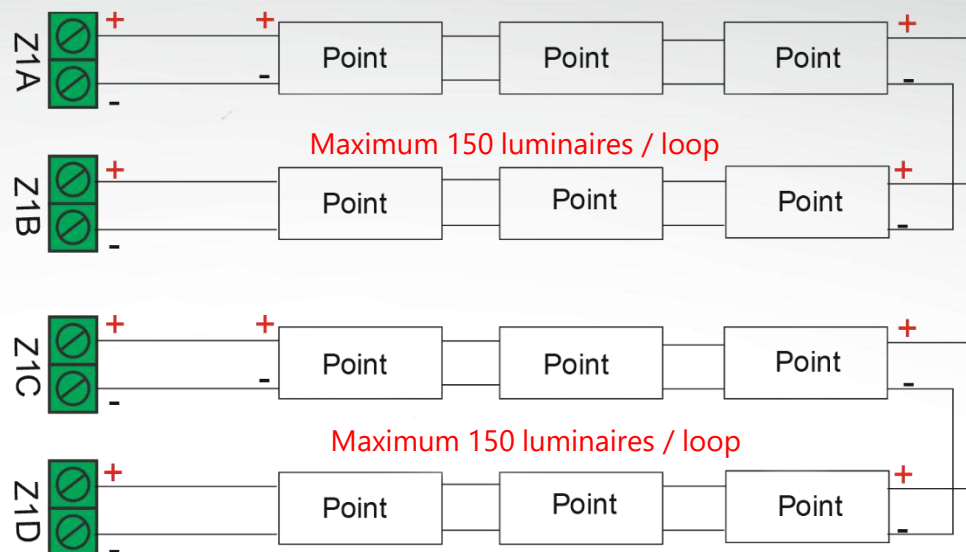 Z1A + - + - Point Point Point + -
Maximum 150 luminaires / loop
Z1B + - Point Point Point + -
Z1C + - + - Point Point Point + -
Maximum 150 luminaires / loop
Z1D + - Point Point Point + -